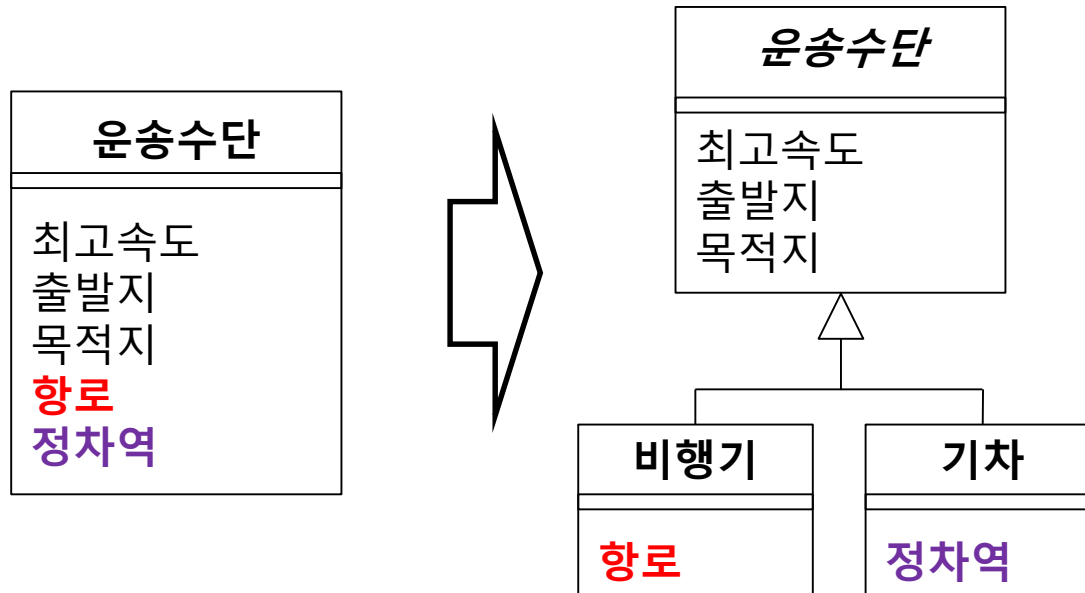 운송수단
최고속도
출발지
목적지
항로
정차역
운송수단
최고속도
출발지
목적지
비행기
항로
기차
정차역